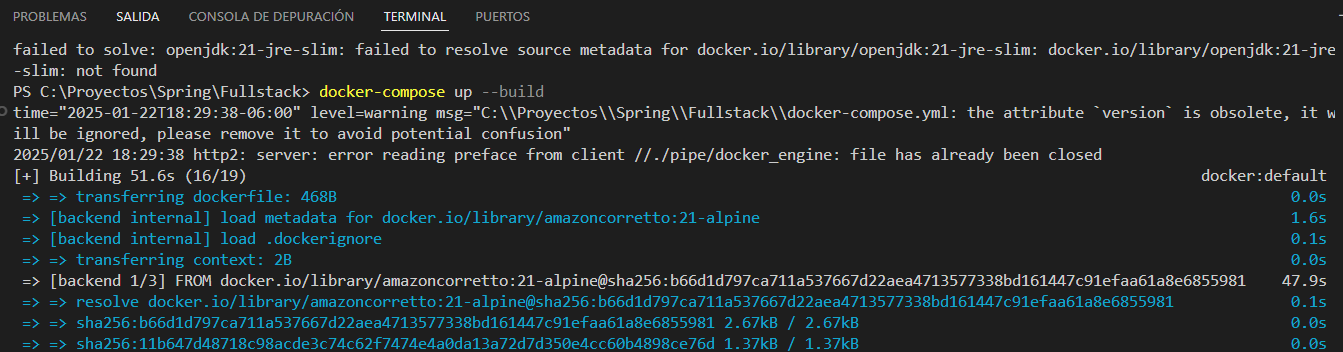 PROBLEMAS SALIDA CONSOLA DE DEPURACIÓN TERMINAL PUERTOS
failed to solve: openjdk:21-jre-slim: failed to resolve source metadata for docker.io/library/openjdk:21-jre-slim: docker.io/library/openjdk:21-jre
-slim: not found
PS C:\Proyectos\Spring\Fullstack> docker-compose up --build
time="2025-01-22T18:29:38-06:00" level=warning msg="C:\\Proyectos\\Spring\\Fullstack\\docker-compose.yml: the attribute `version` is obsolete, it w
ill be ignored, please remove it to avoid potential confusion"
2025/01/22 18:29:38 http2: server: error reading preface from client //./pipe/docker_engine: file has already been closed
[+] Building 51.6s (16/19) docker:default
=> => transferring dockerfile: 468B 0.0s
=> [backend internal] load metadata for docker.io/library/amazoncorretto:21-alpine 1.6s
=> [backend internal] load .dockerignore 0.1s
=> => transferring context: 2B 0.0s
=> [backend 1/3] FROM docker.io/library/amazoncorretto:21-alpine@sha256:b66d1d797ca711a537667d22aea4713577338bd161447c91efaa61a8e6855981 47.9s
=> => resolve docker.io/library/amazoncorretto:21-alpine@sha256:b66d1d797ca711a537667d22aea4713577338bd161447c91efaa61a8e6855981 0.1s
=> => sha256:b66d1d797ca711a537667d22aea4713577338bd161447c91efaa61a8e6855981 2.67kB / 2.67kB 0.0s
=> => sha256:11b647d48718c98acde3c74c62f7474e4a0da13a72d7d350e4cc60b4898ce76d 1.37kB / 1.37kB 0.0s